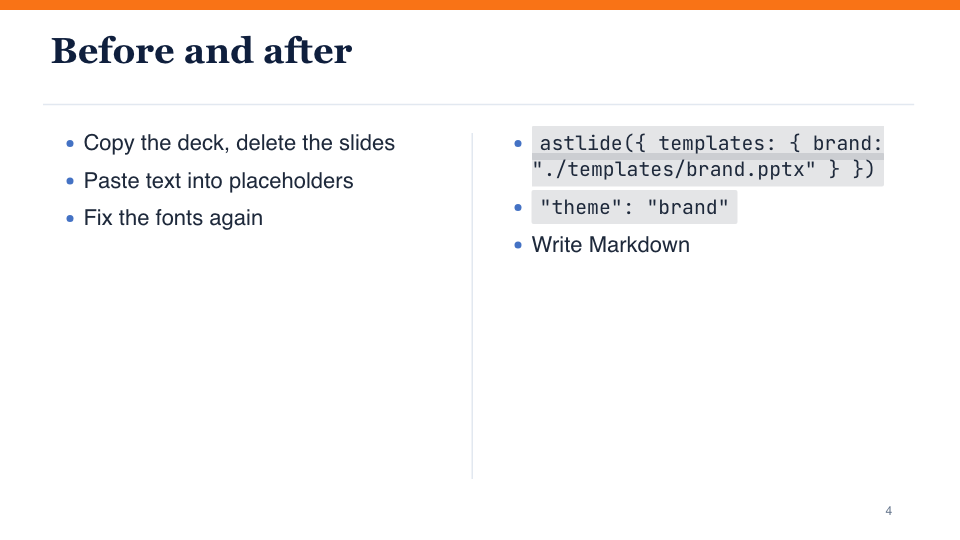 Before and after
Copy the deck, delete the slides
Paste text into placeholders
Fix the fonts again
astlide({ templates: { brand:
"./templates/brand.pptx" } })
"theme": "brand"
Write Markdown
4